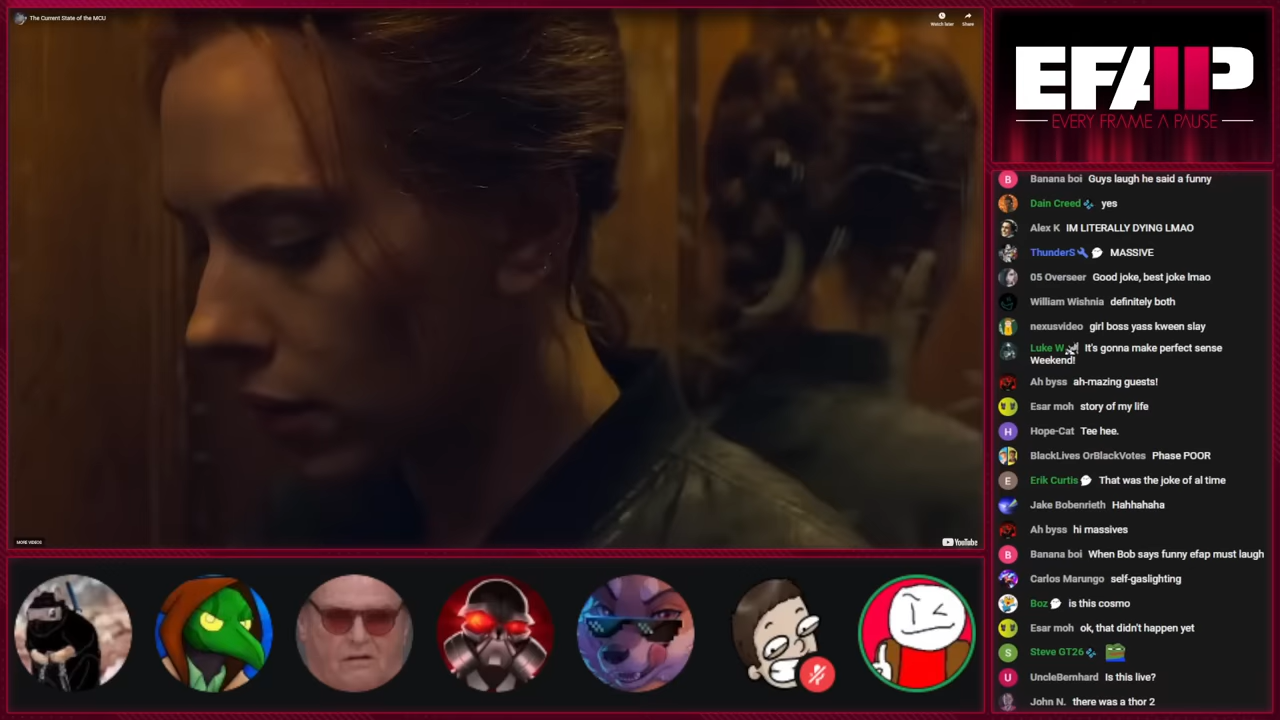 The Current State of the MCU
Watch later
Share
MORE VIDEOS
YouTube
EFAP
EVERY FRAME A PAUSE
B Banana boi Guys laugh he said a funny
Dain Creed yes
Alex K IM LITERALLY DYING LMAO
ThunderS MASSIVE
05 Overseer Good joke, best joke lmao
William Wishnia definitely both
nexusvideo girl boss yass kween slay
Luke W It's gonna make perfect sense
Weekend!
Ah byss ah-mazing guests!
Esar moh story of my life
H Hope-Cat Tee hee.
BlackLives OrBlackVotes Phase POOR
E Erik Curtis That was the joke of al time
Jake Bobenrieth Hahhahaha
Ah byss hi massives
B Banana boi When Bob says funny efap must laugh
Carlos Marungo self-gaslighting
Boz is this cosmo
Esar moh ok, that didn't happen yet
S Steve GT26
U UncleBernhard Is this live?
John N. there was a thor 2